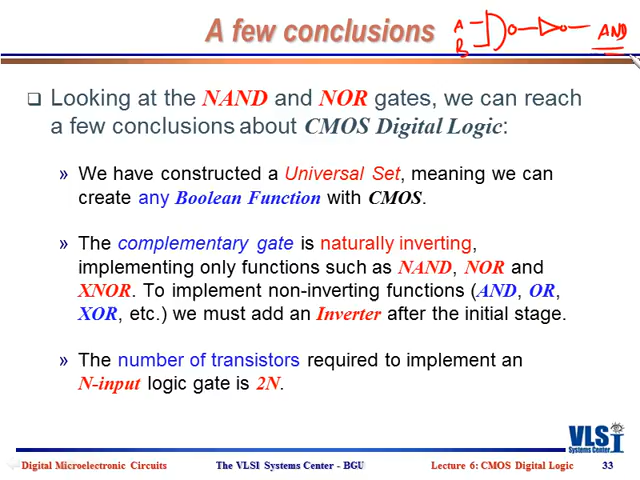 A few conclusions
A
B
AND
Looking at the NAND and NOR gates, we can reach
a few conclusions about CMOS Digital Logic:
» We have constructed a Universal Set, meaning we can
create any Boolean Function with CMOS.
» The complementary gate is naturally inverting,
implementing only functions such as NAND, NOR and
XNOR. To implement non-inverting functions (AND, OR,
XOR, etc.) we must add an Inverter after the initial stage.
» The number of transistors required to implement an
N-input logic gate is 2N.
VLSI
Systems Center
Digital Microelectronic Circuits
The VLSI Systems Center - BGU
Lecture 6: CMOS Digital Logic
33